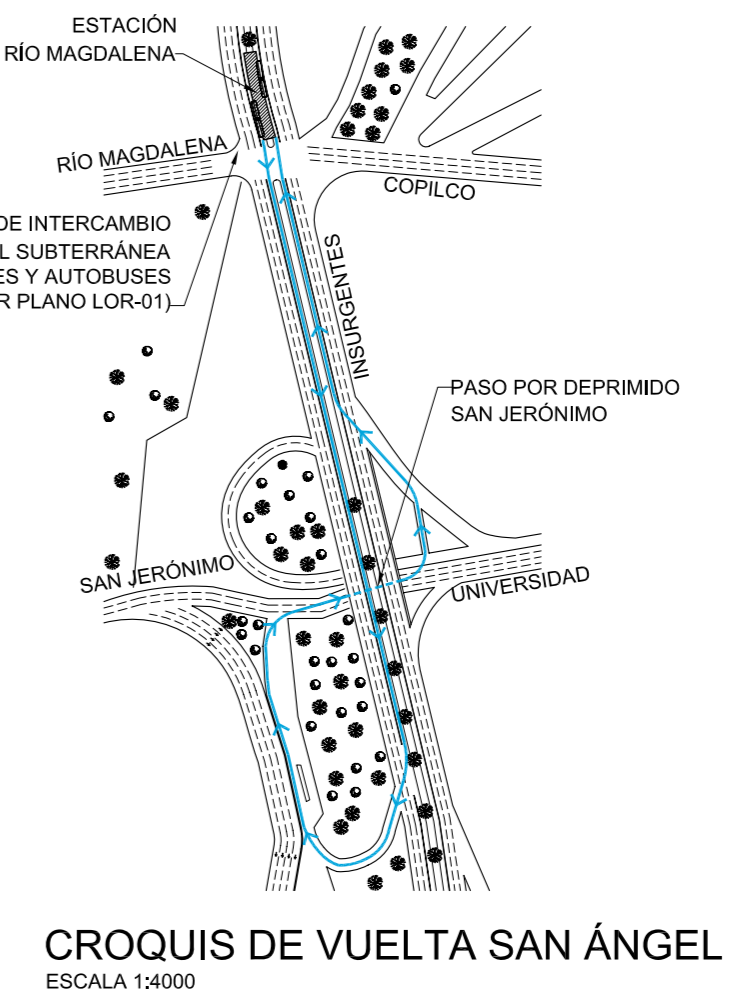 ESTACIÓN
RÍO MAGDALENA
RÍO MAGDALENA
COPILCO
DE INTERCAMBIO
SUBTERRÁNEA
ES Y AUTOBUSES
R PLANO LOR-01)
INSURGENTES
PASO POR DEPRIMIDO
SAN JERÓNIMO
SAN JERÓNIMO
UNIVERSIDAD
CROQUIS DE VUELTA SAN ÁNGEL
ESCALA 1:4000